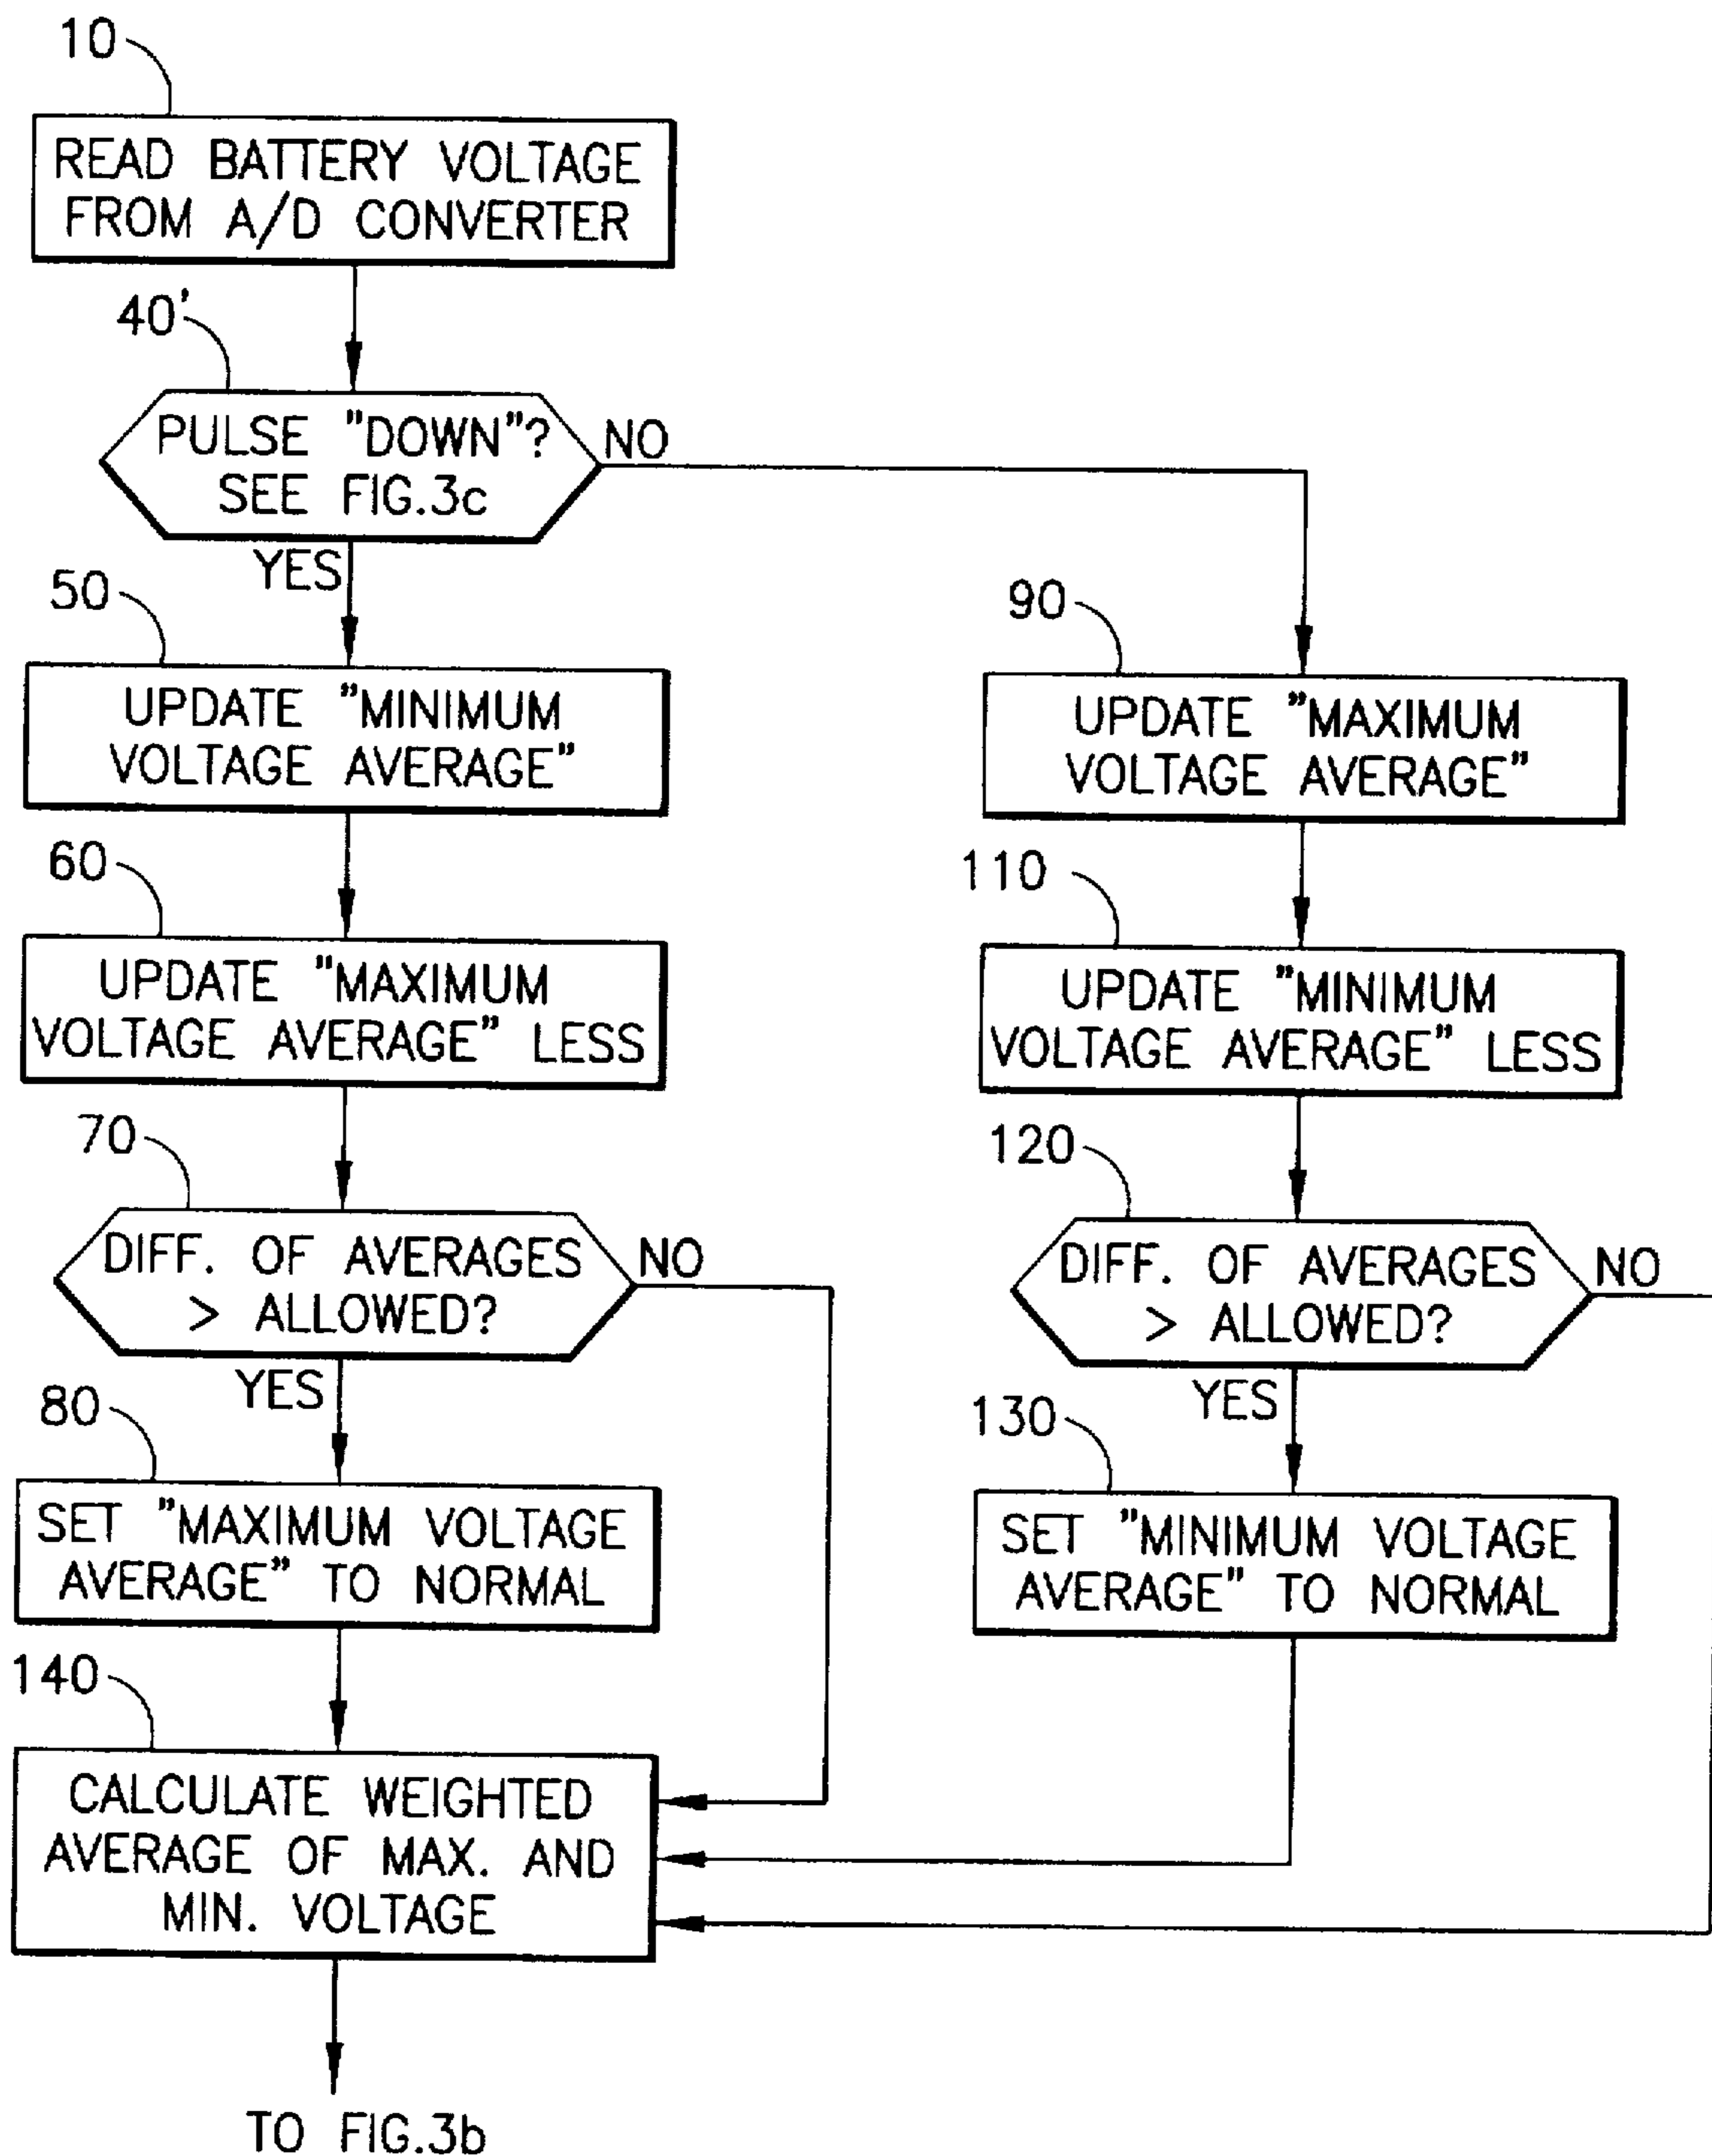 10
READ BATTERY VOLTAGE
FROM A/D CONVERTER
40'
PULSE "DOWN"?
SEE FIG.3c
NO
YES
50
UPDATE "MINIMUM
VOLTAGE AVERAGE"
60
UPDATE "MAXIMUM
VOLTAGE AVERAGE" LESS
70
DIFF. OF AVERAGES
> ALLOWED?
NO
YES
80
SET "MAXIMUM VOLTAGE
AVERAGE" TO NORMAL
90
UPDATE "MAXIMUM
VOLTAGE AVERAGE"
110
UPDATE "MINIMUM
VOLTAGE AVERAGE" LESS
120
DIFF. OF AVERAGES
> ALLOWED?
NO
YES
130
SET "MINIMUM VOLTAGE
AVERAGE" TO NORMAL
140
CALCULATE WEIGHTED
AVERAGE OF MAX. AND
MIN. VOLTAGE
TO FIG.3b